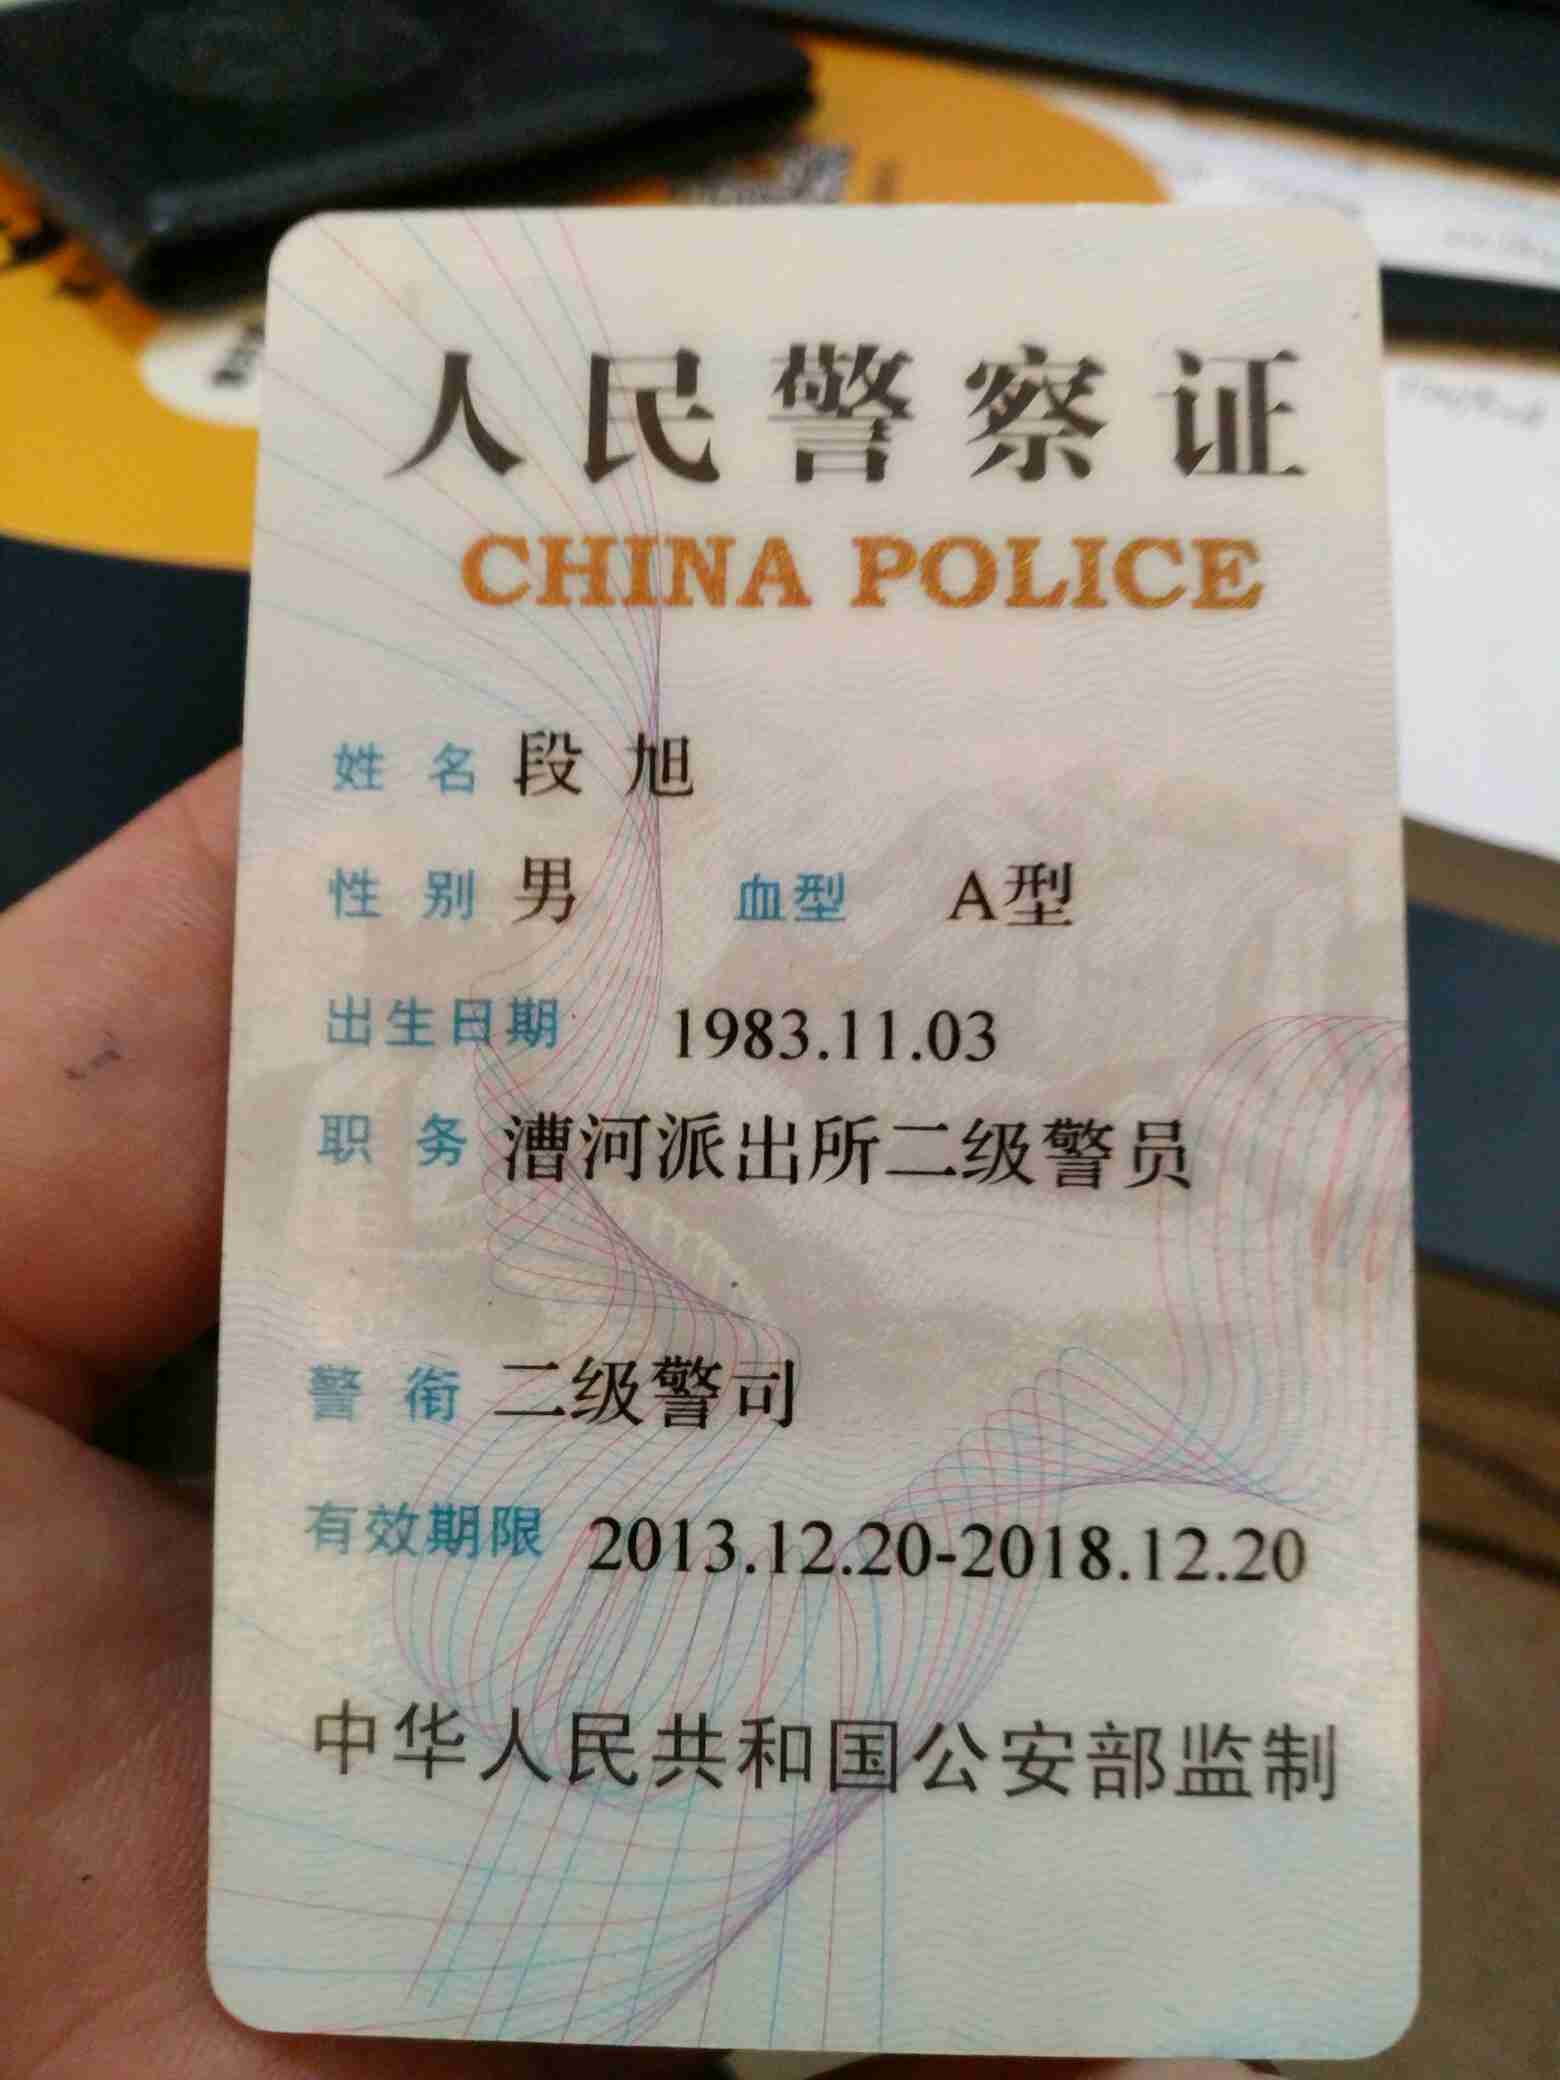 人民警察证
CHINA POLICE
姓 名 段 旭
性 别 男 血型 A型
出生日期 1983.11.03
职 务 漕河派出所二级警员
警 衔 二级警司
有效期限 2013.12.20-2018.12.20
中华人民共和国公安部监制